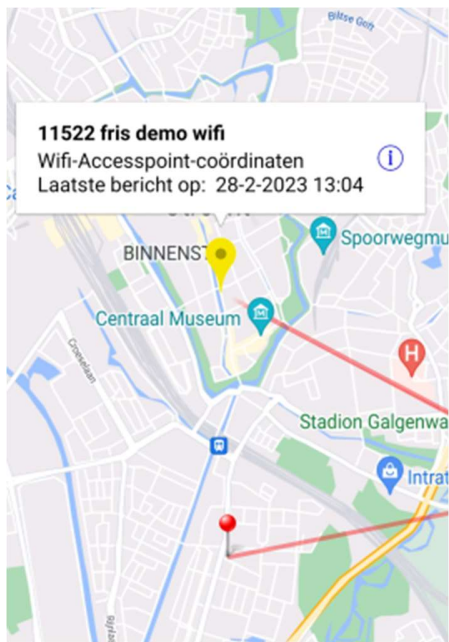 Biltse Grift
11522 fris demo wifi
Wifi-Accesspoint-coördinaten
Laatste bericht op: 28-2-2023 13:04
BINNENST
Spoorwegmu
Centraal Museum
Croeselaan
H
Stadion Galgenwa
Intrat